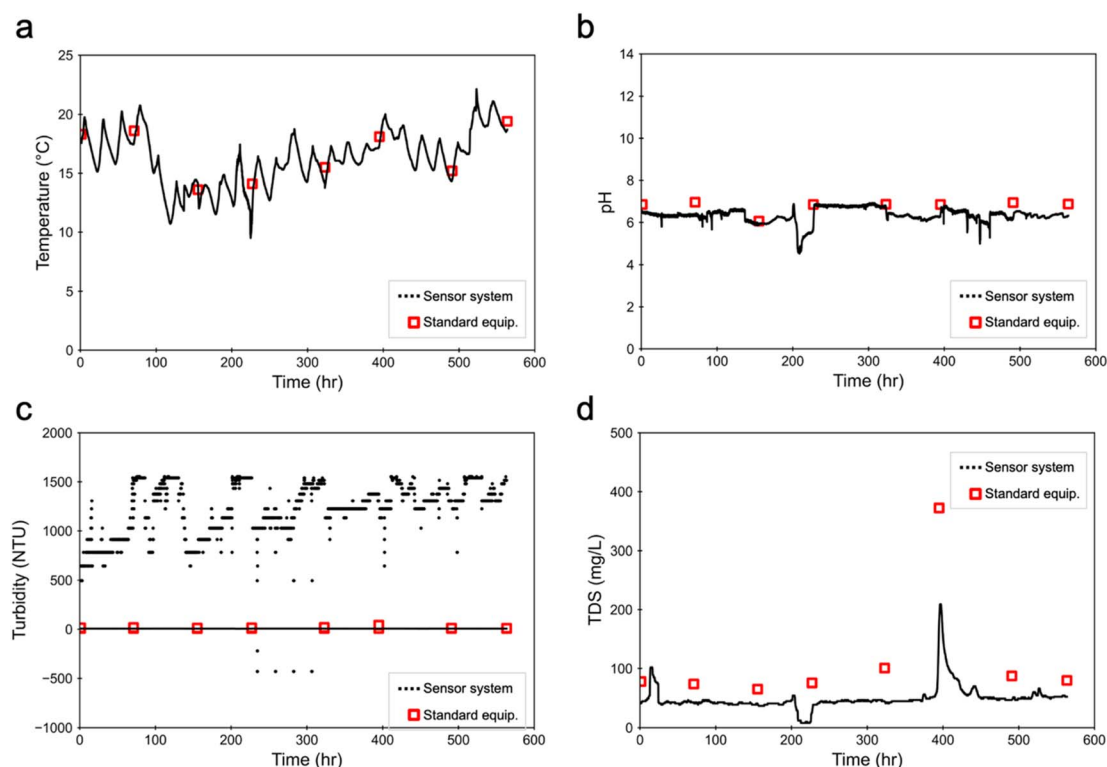 a
25
20
15
10
5
0
Temperature (°C)
0 100 200 300 400 500 600
Time (hr)
Sensor system
Standard equip.
b
14
12
10
8
6
4
2
0
pH
0 100 200 300 400 500 600
Time (hr)
Sensor system
Standard equip.
c
2000
1500
1000
500
0
−500
−1000
Turbidity (NTU)
0 100 200 300 400 500 600
Time (hr)
Sensor system
Standard equip.
d
500
400
300
200
100
0
TDS (mg/L)
0 100 200 300 400 500 600
Time (hr)
Sensor system
Standard equip.